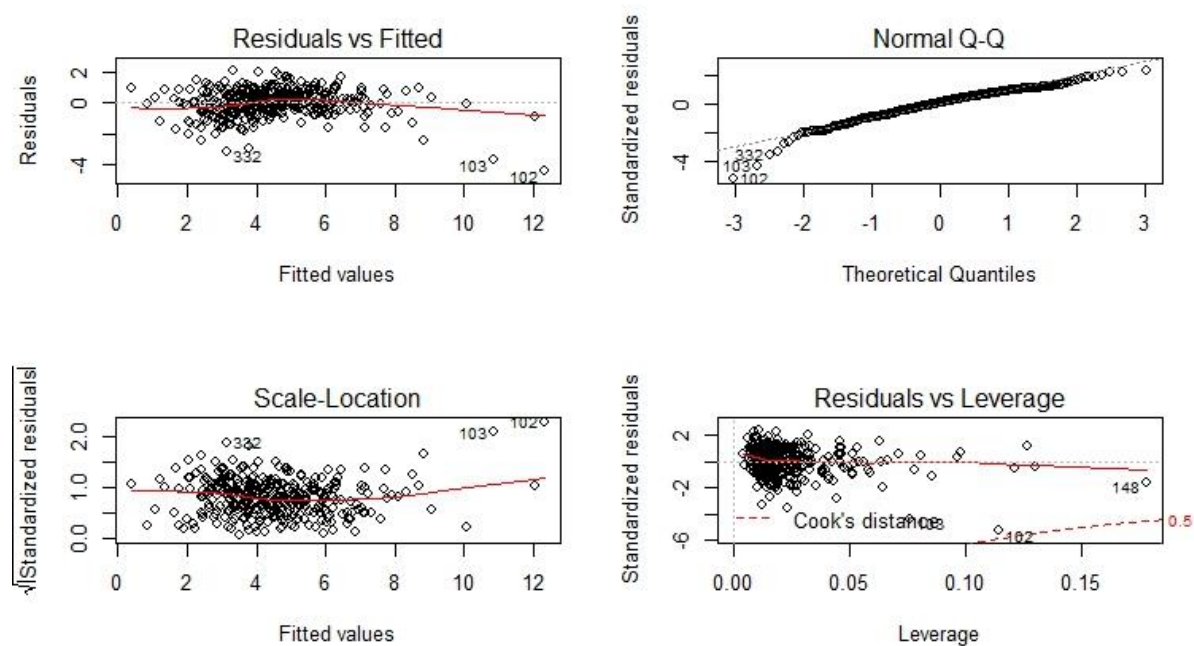 Residuals vs Fitted
Residuals
2
0
-4
332
103
102
0 2 4 6 8 10 12
Fitted values
Normal Q-Q
Standardized residuals
0
-4
332
103
102
-3 -2 -1 0 1 2 3
Theoretical Quantiles
Scale-Location
√|Standardized residuals|
2.0
1.0
0.0
332
103
102
0 2 4 6 8 10 12
Fitted values
Residuals vs Leverage
Standardized residuals
2
-2
-6
148
103
Cook's distance
102
0.5
0.00 0.05 0.10 0.15
Leverage